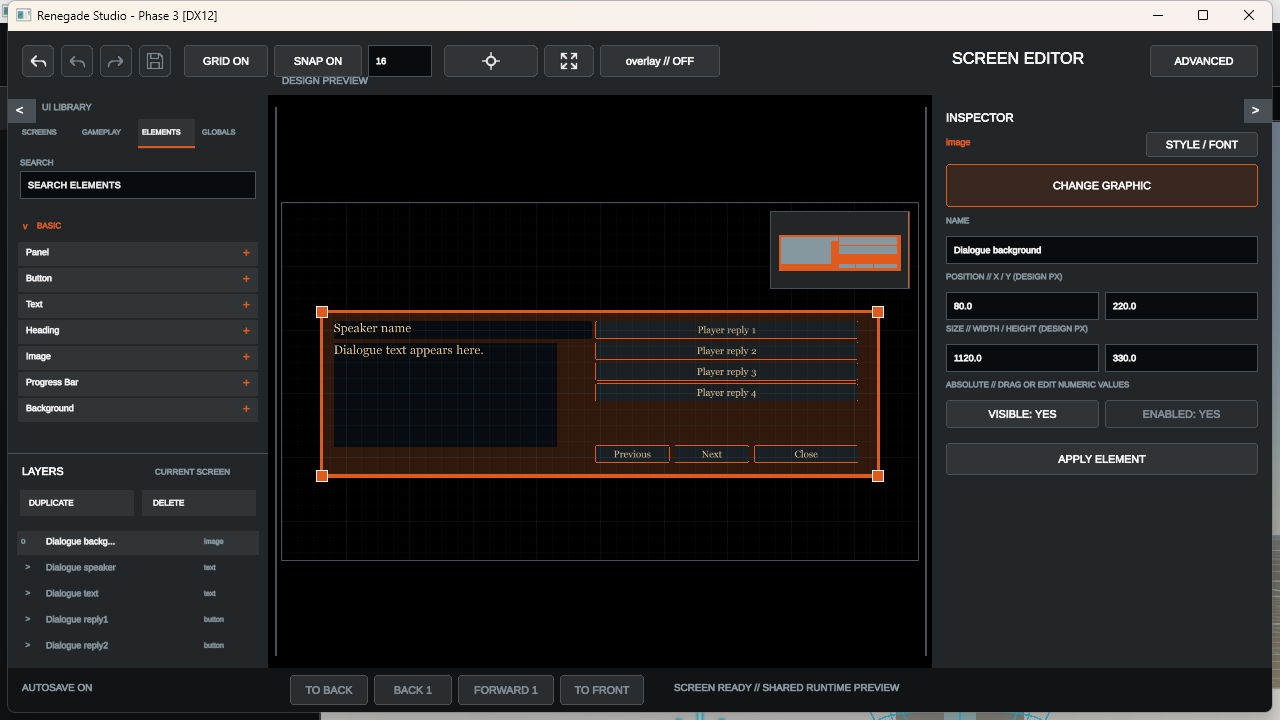 Renegade Studio - Phase 3 [DX12]
GRID ON
SNAP ON
16
overlay // OFF
SCREEN EDITOR
ADVANCED
DESIGN PREVIEW
<
UI LIBRARY
SCREENS
GAMEPLAY
ELEMENTS
GLOBALS
SEARCH
SEARCH ELEMENTS
v BASIC
Panel +
Button +
Text +
Heading +
Image +
Progress Bar +
Background +
LAYERS
CURRENT SCREEN
DUPLICATE
DELETE
o Dialogue backg... image
> Dialogue speaker text
> Dialogue text text
> Dialogue reply1 button
> Dialogue reply2 button
AUTOSAVE ON
Speaker name
Dialogue text appears here.
Player reply 1
Player reply 2
Player reply 3
Player reply 4
Previous
Next
Close
TO BACK
BACK 1
FORWARD 1
TO FRONT
SCREEN READY // SHARED RUNTIME PREVIEW
>
INSPECTOR
Image
STYLE / FONT
CHANGE GRAPHIC
NAME
Dialogue background
POSITION // X / Y (DESIGN PX)
80.0
220.0
SIZE // WIDTH / HEIGHT (DESIGN PX)
1120.0
330.0
ABSOLUTE // DRAG OR EDIT NUMERIC VALUES
VISIBLE: YES
ENABLED: YES
APPLY ELEMENT